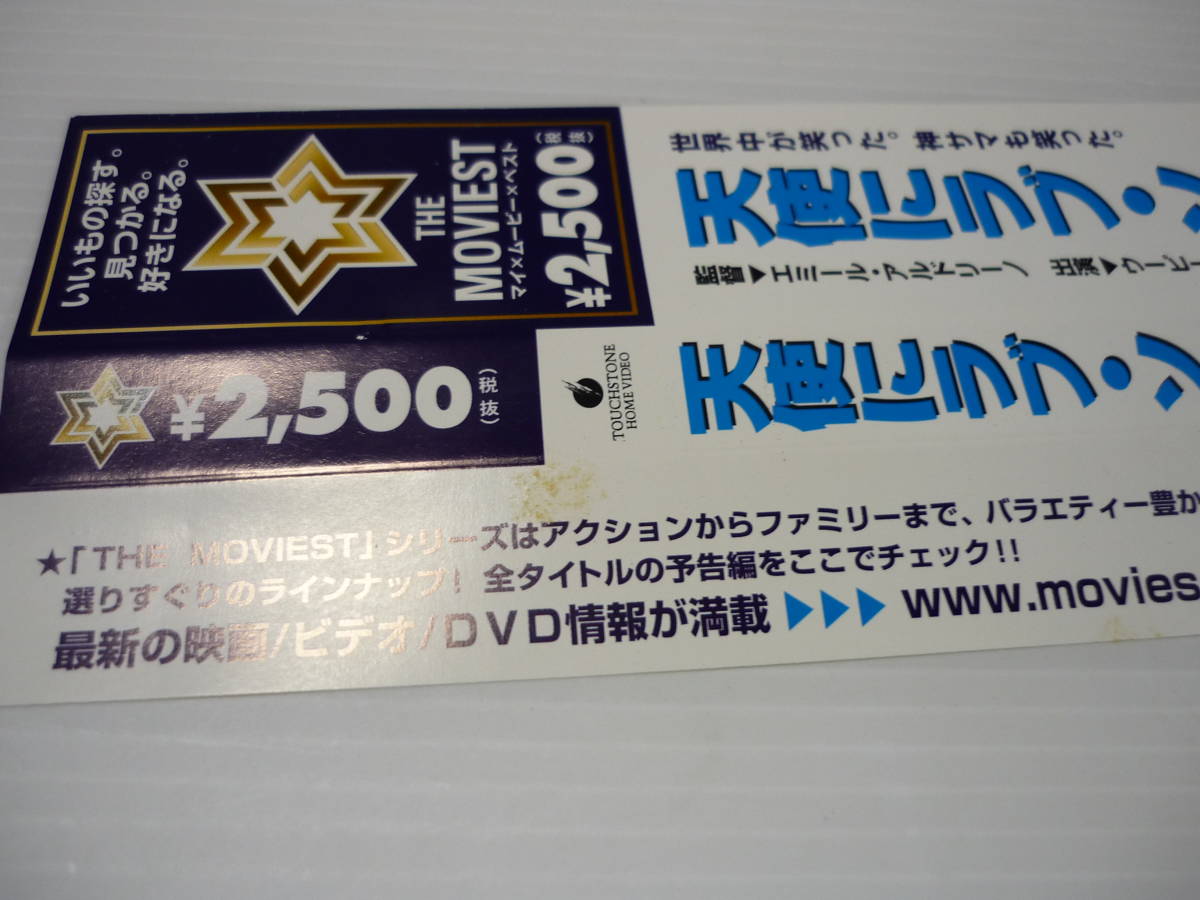 いいもの探す。
見つかる。
好きになる。
THE
MOVIEST
マイ×ムービー×ベスト
¥2,500(税抜)
¥2,500(税抜)
TOUCHSTONE
HOME VIDEO
世界中が笑った。神サマも笑った。
天使にラブ・ソ
監督▼エミール・アルドリーノ 出演▼ウーピー
天使にラブ・ソ
★「THE MOVIEST」シリーズはアクションからファミリーまで、バラエティー豊か
選りすぐりのラインナップ! 全タイトルの予告編をここでチェック!!
最新の映画/ビデオ/DVD情報が満載 ▶▶▶ www.movies